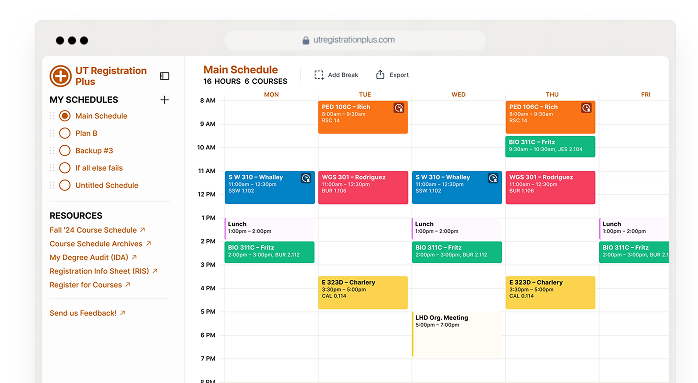 utregistrationplus.com
UT Registration
Plus
MY SCHEDULES
Main Schedule
Plan B
Backup #3
If all else fails
Untitled Schedule
RESOURCES
Fall '24 Course Schedule ↗
Course Schedule Archives ↗
My Degree Audit (IDA) ↗
Registration Info Sheet (RIS) ↗
Register for Courses ↗
Send us Feedback! ↗
Main Schedule
16 HOURS 6 COURSES
Add Break
Export
MON TUE WED THU FRI
8 AM
9 AM
10 AM
11 AM
12 PM
1 PM
2 PM
3 PM
4 PM
5 PM
6 PM
7 PM
8 PM
S W 310 – Whalley
11:00am – 12:30pm
SSW 1.102
Lunch
1:00pm – 2:00pm
BIO 311C – Fritz
2:00pm – 3:00pm, BUR 2.112
PED 106C – Rich
8:00am – 9:30am
RSC 14
WGS 301 – Rodriguez
11:00am – 12:30pm
BUR 1.106
E 323D – Charlery
3:30pm – 5:00pm
CAL 0.114
S W 310 – Whalley
11:00am – 12:30pm
SSW 1.102
Lunch
1:00pm – 2:00pm
BIO 311C – Fritz
2:00pm – 3:00pm, BUR 2.112
LHD Org. Meeting
5:00pm – 7:00pm
PED 106C – Rich
8:00am – 9:30am
RSC 14
BIO 311C – Fritz
9:30am – 10:30am, JES 2.104
WGS 301 – Rodriguez
11:00am – 12:30pm
BUR 1.106
E 323D – Charlery
3:30pm – 5:00pm
CAL 0.114
Lunch
1:00pm – 2:00pm
BIO 311C – Fritz
2:00pm – 3:00pm, BUR 2.11